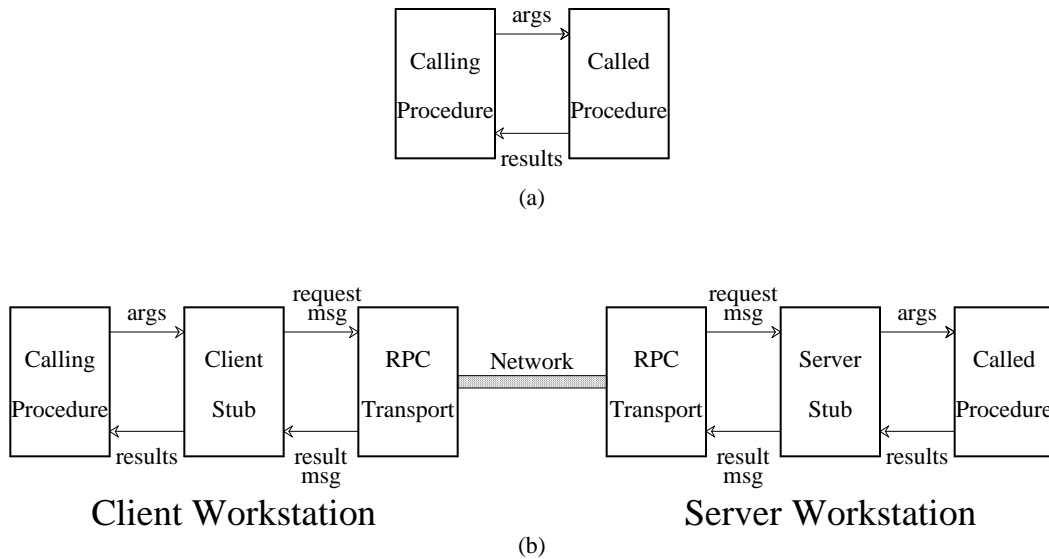 args
Calling
Procedure
Called
Procedure
results
(a)
args
request
msg
Calling
Procedure
Client
Stub
RPC
Transport
results
result
msg
Network
request
msg
args
RPC
Transport
Server
Stub
Called
Procedure
result
msg
results
Client Workstation
Server Workstation
(b)